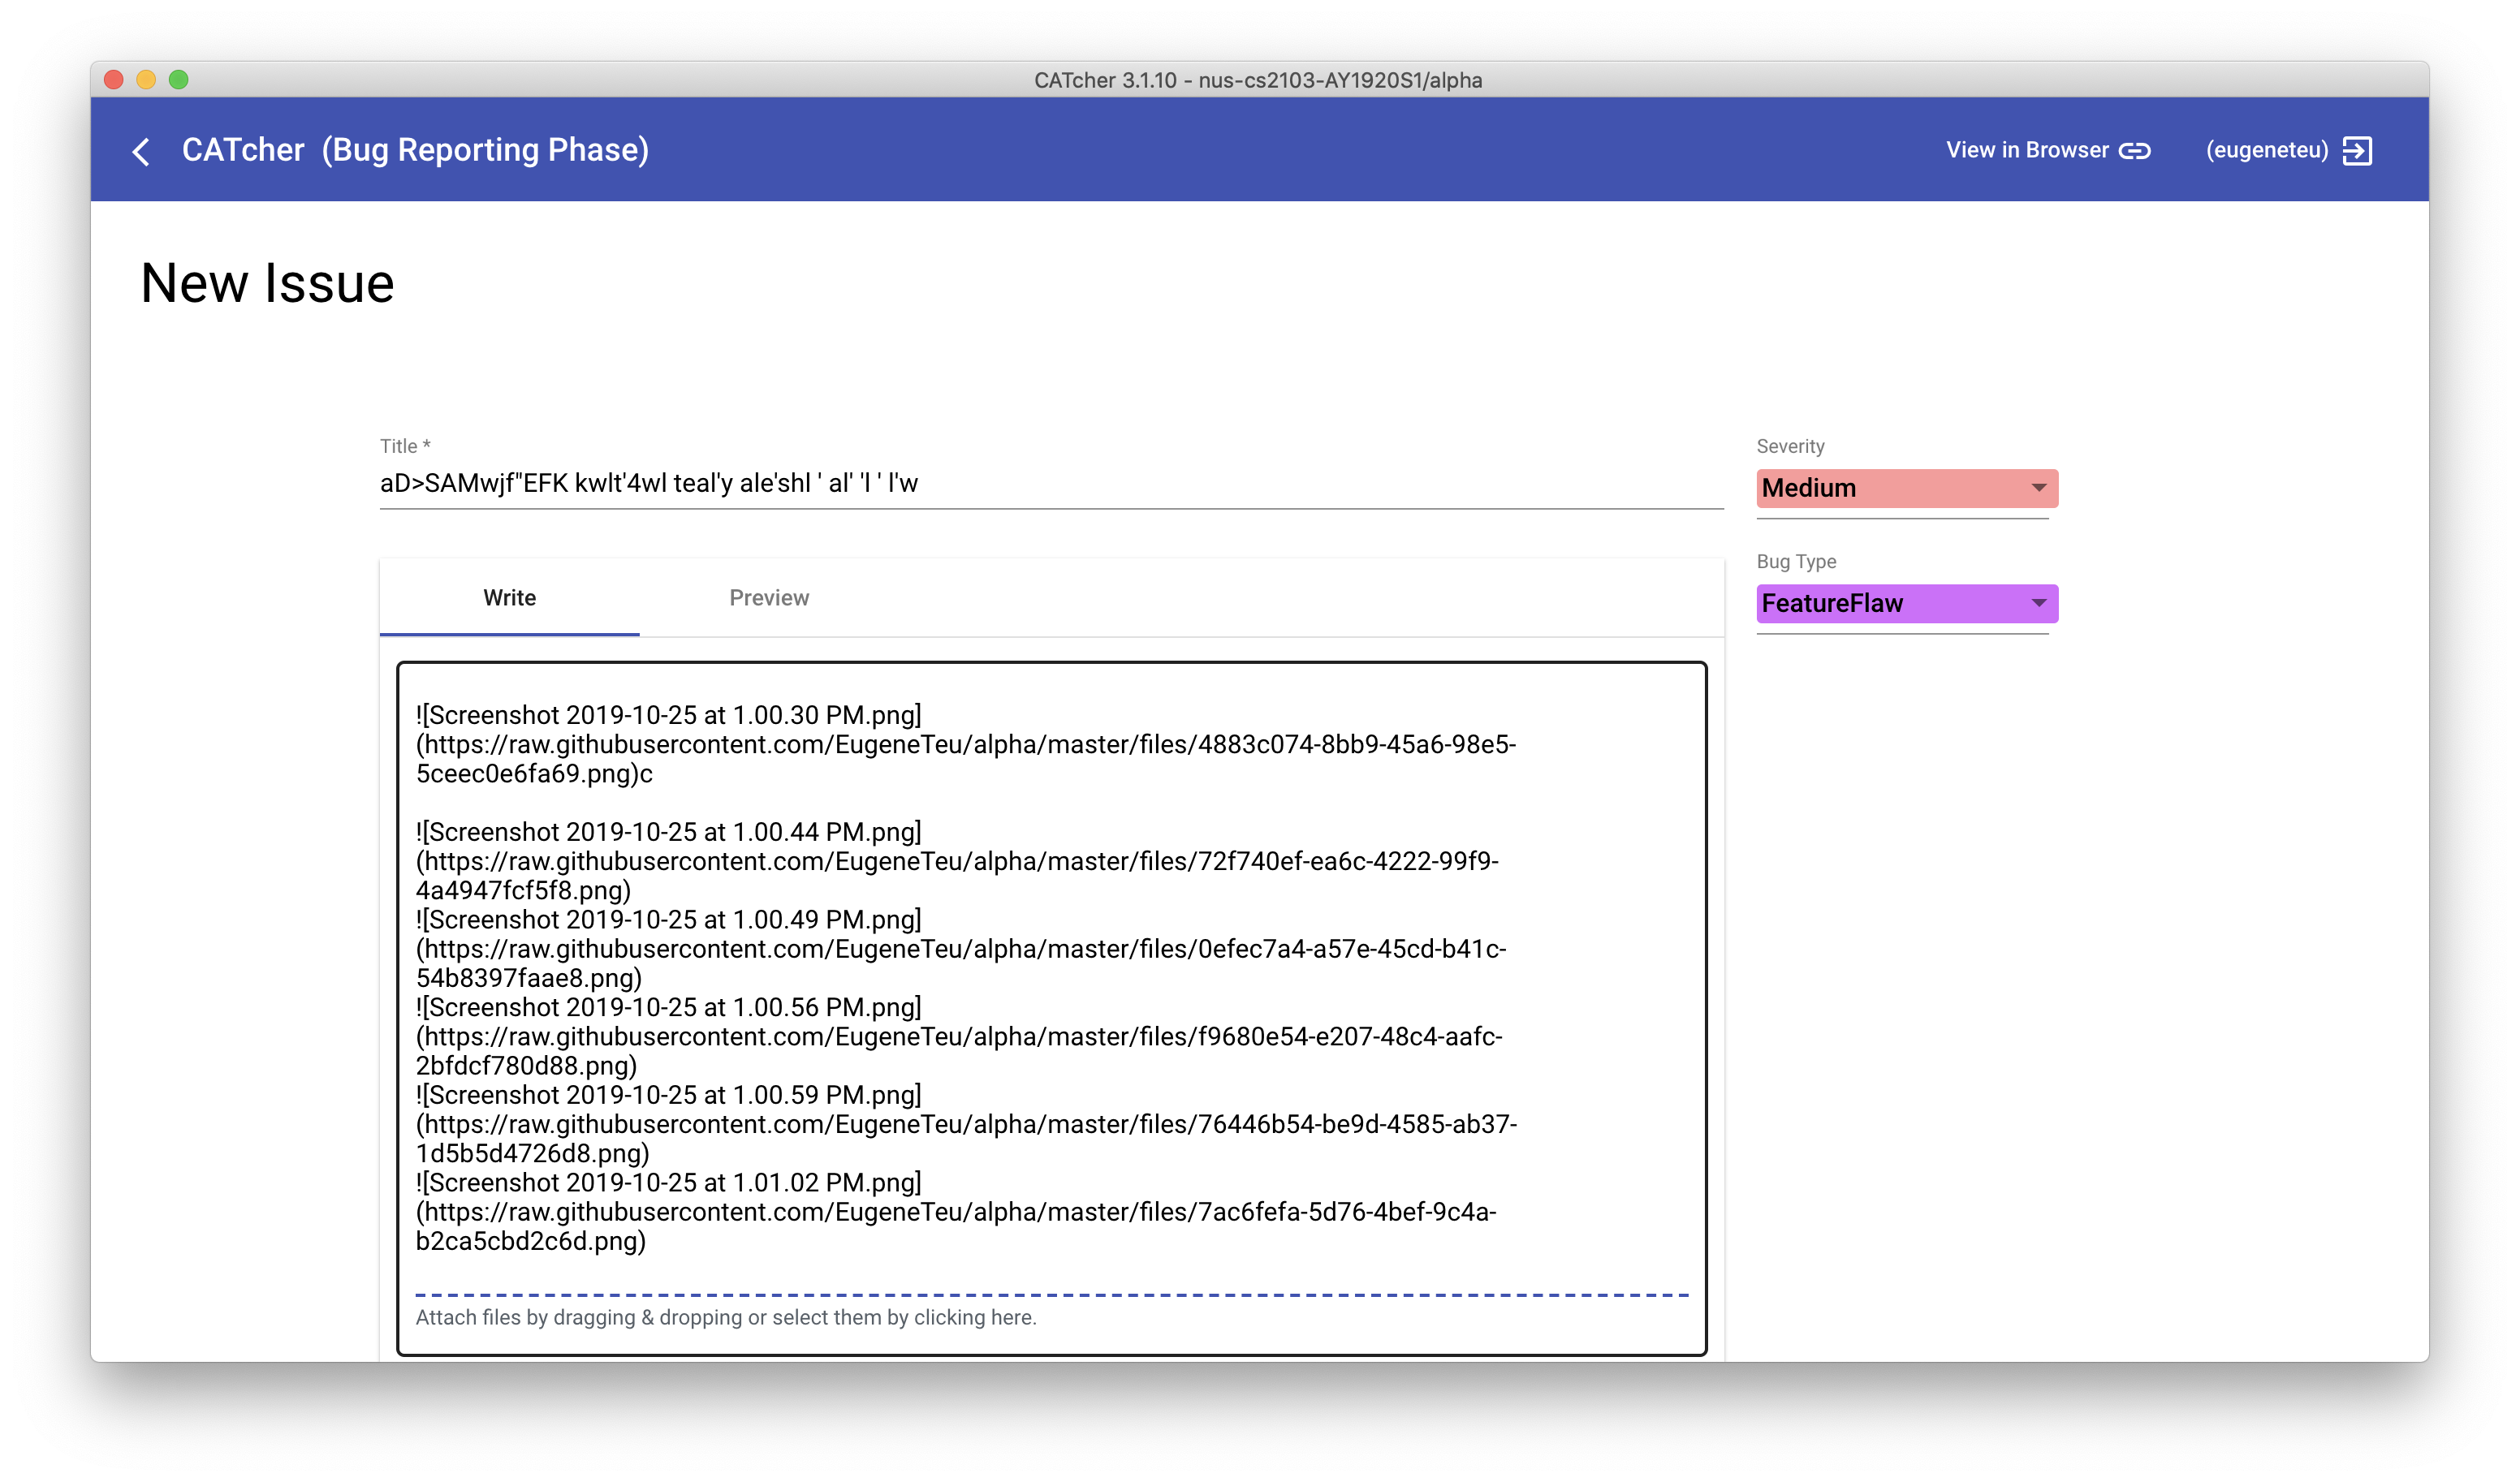 CATcher 3.1.10 - nus-cs2103-AY1920S1/alpha
CATcher (Bug Reporting Phase)
View in Browser
(eugeneteu)
New Issue
Title *
aD>SAMwjf"EFK kwlt'4wl teal'y ale'shl ' al' 'l ' l'w
Severity
Medium
Bug Type
FeatureFlaw
Write
Preview
![Screenshot 2019-10-25 at 1.00.30 PM.png]
(https://raw.githubusercontent.com/EugeneTeu/alpha/master/files/4883c074-8bb9-45a6-98e5-
5ceec0e6fa69.png)c
![Screenshot 2019-10-25 at 1.00.44 PM.png]
(https://raw.githubusercontent.com/EugeneTeu/alpha/master/files/72f740ef-ea6c-4222-99f9-
4a4947fcf5f8.png)
![Screenshot 2019-10-25 at 1.00.49 PM.png]
(https://raw.githubusercontent.com/EugeneTeu/alpha/master/files/0efec7a4-a57e-45cd-b41c-
54b8397faae8.png)
![Screenshot 2019-10-25 at 1.00.56 PM.png]
(https://raw.githubusercontent.com/EugeneTeu/alpha/master/files/f9680e54-e207-48c4-aafc-
2bfdcf780d88.png)
![Screenshot 2019-10-25 at 1.00.59 PM.png]
(https://raw.githubusercontent.com/EugeneTeu/alpha/master/files/76446b54-be9d-4585-ab37-
1d5b5d4726d8.png)
![Screenshot 2019-10-25 at 1.01.02 PM.png]
(https://raw.githubusercontent.com/EugeneTeu/alpha/master/files/7ac6fefa-5d76-4bef-9c4a-
b2ca5cbd2c6d.png)
Attach files by dragging & dropping or select them by clicking here.